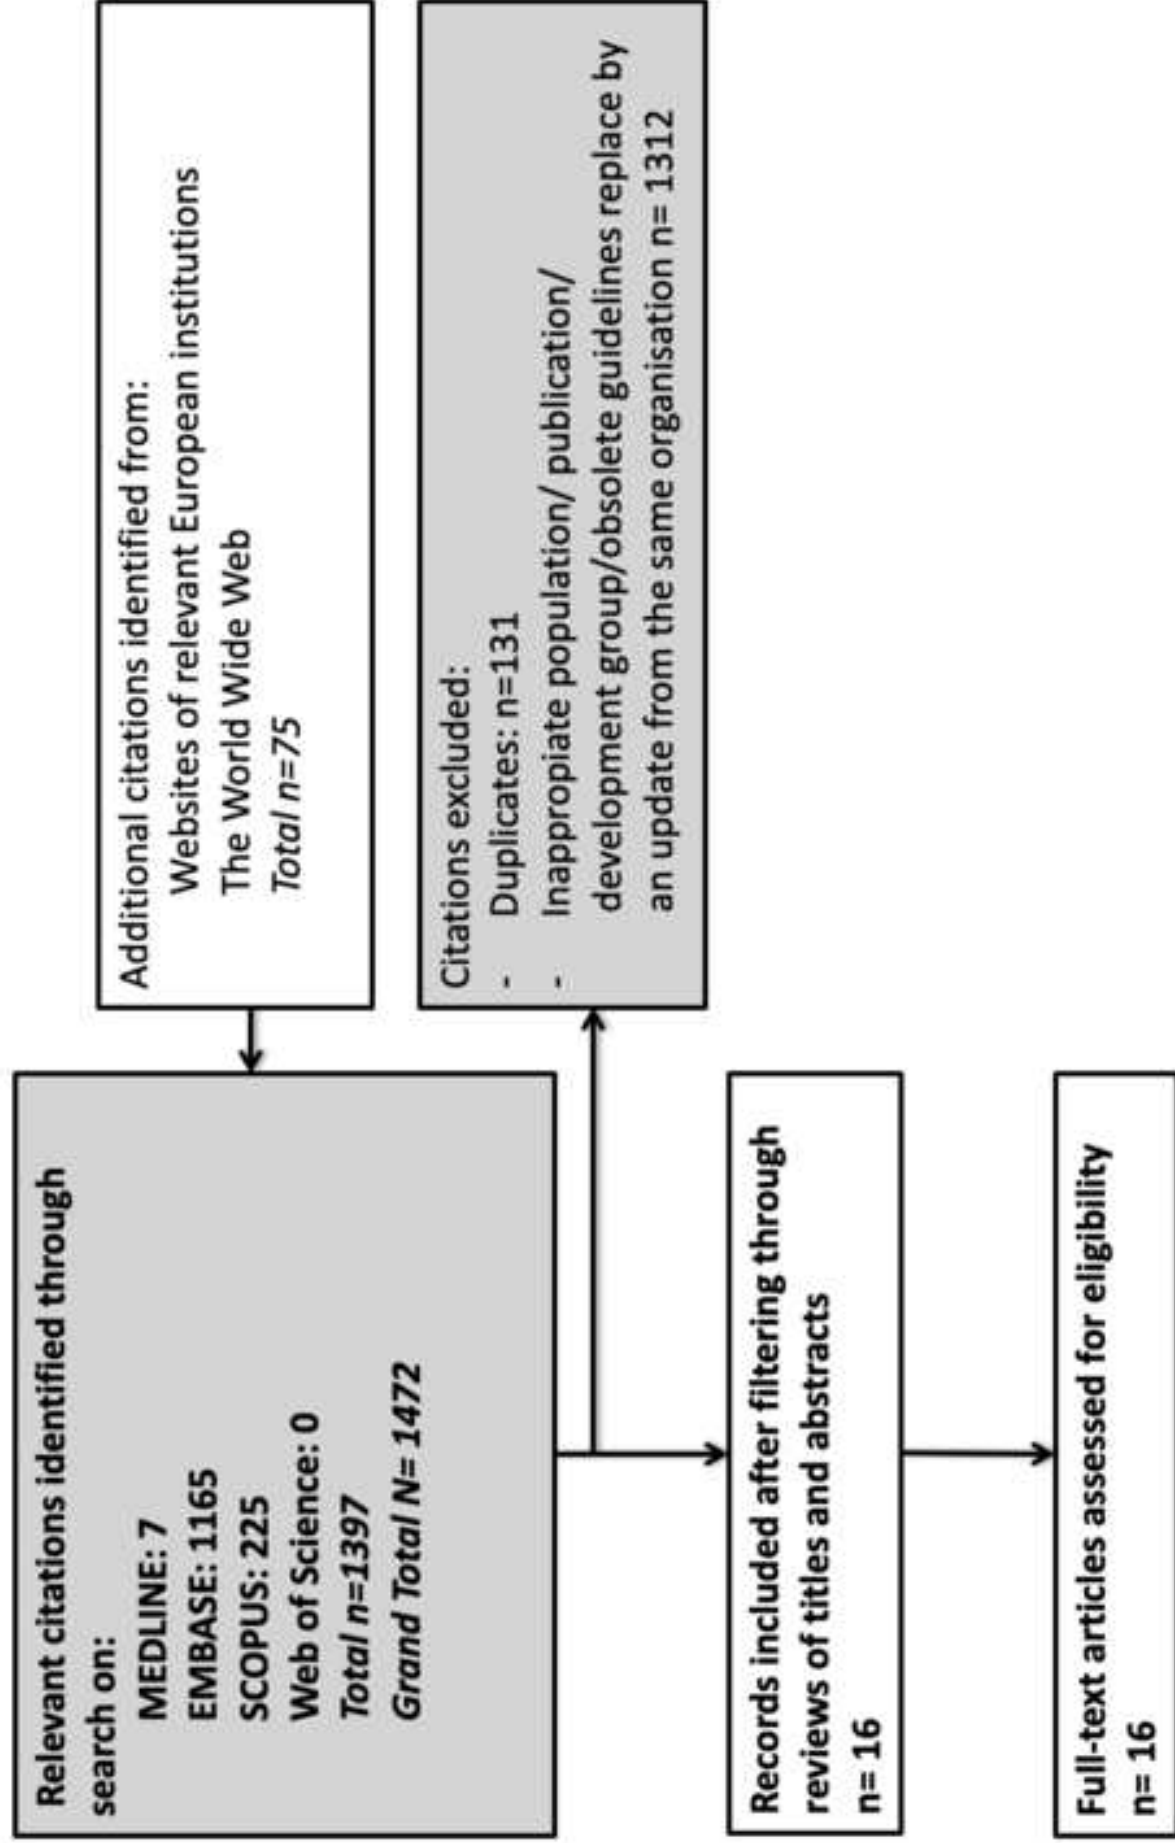 Relevant citations identified through
search on:
MEDLINE: 7
EMBASE: 1165
SCOPUS: 225
Web of Science: 0
Total n=1397
Grand Total N= 1472
Additional citations identified from:
Websites of relevant European institutions
The World Wide Web
Total n=75
Citations excluded:
- Duplicates: n=131
- Inappropiate population/ publication/
development group/obsolete guidelines replace by
an update from the same organisation n= 1312
Records included after filtering through
reviews of titles and abstracts
n= 16
Full-text articles assessed for eligibility
n= 16